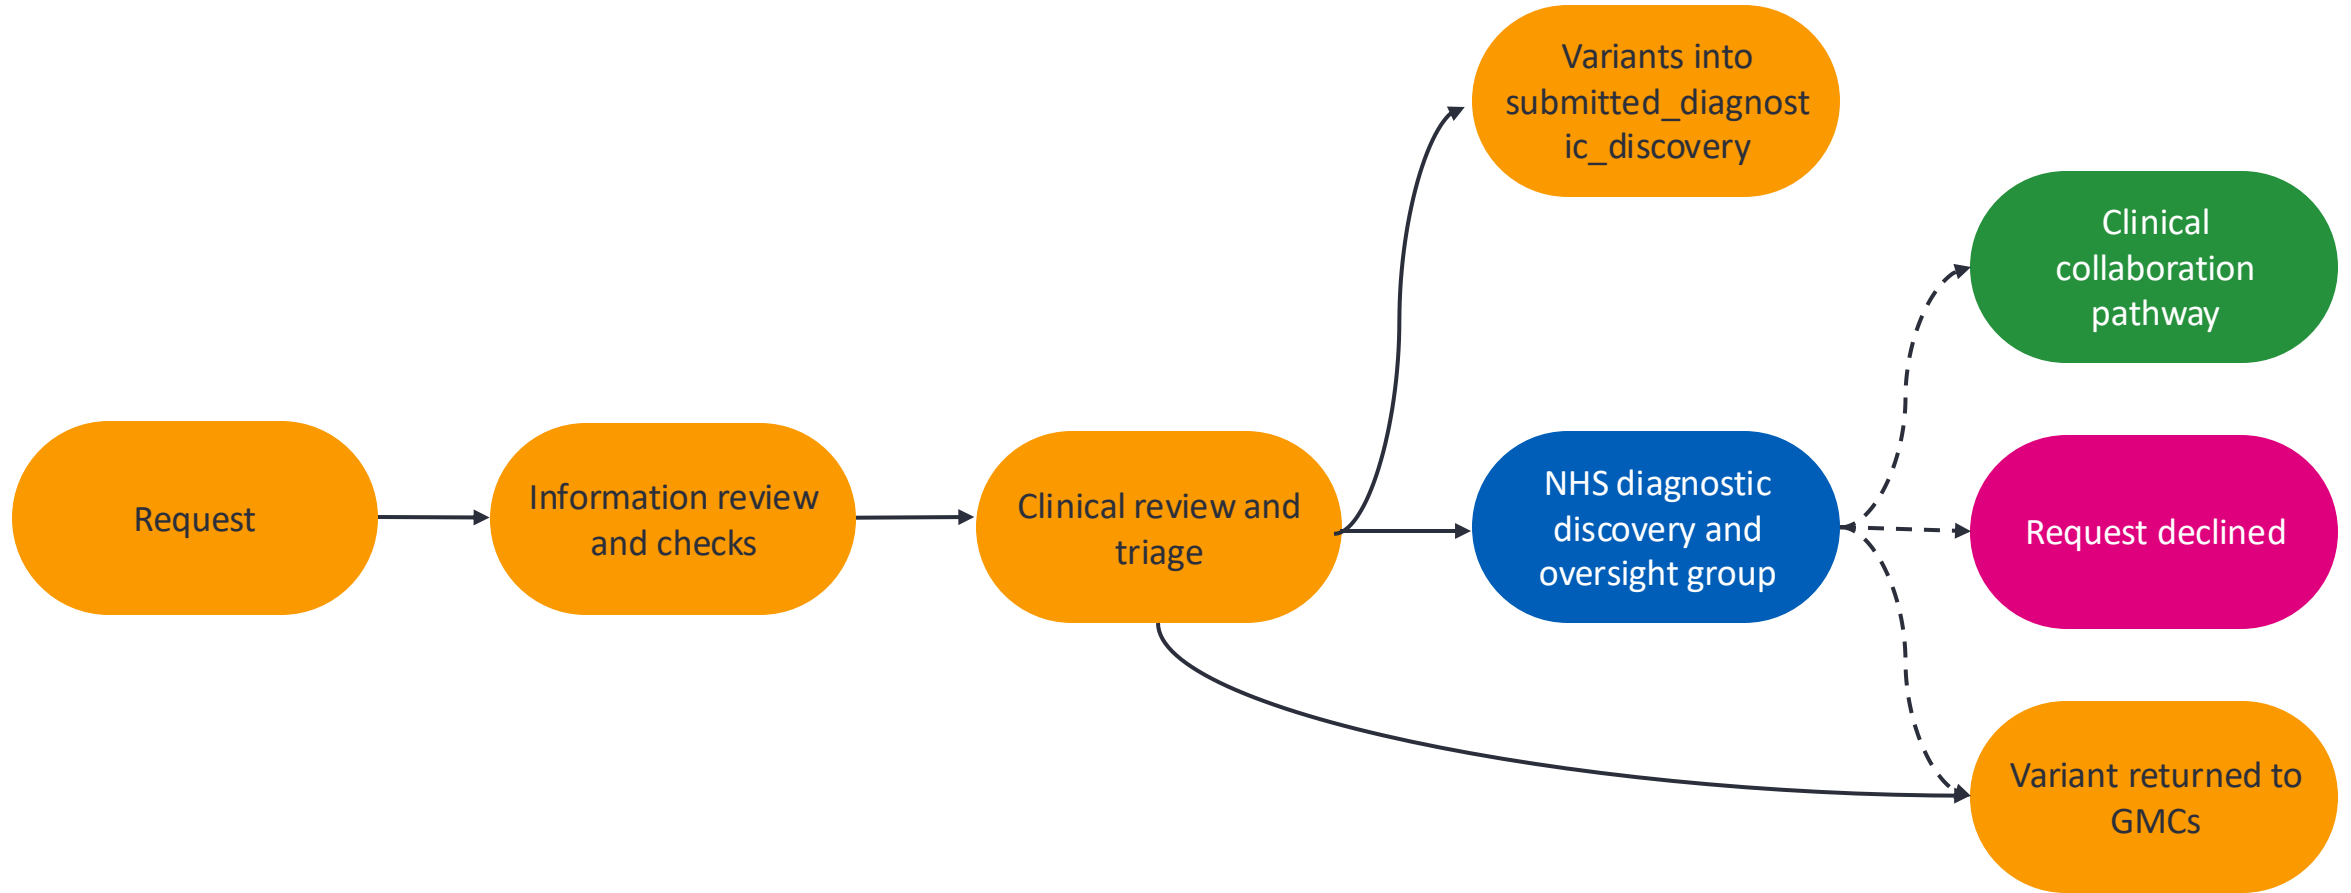 Request
Information review
and checks
Clinical review and
triage
Variants into
submitted_diagnost
ic_discovery
NHS diagnostic
discovery and
oversight group
Clinical
collaboration
pathway
Request declined
Variant returned to
GMCs